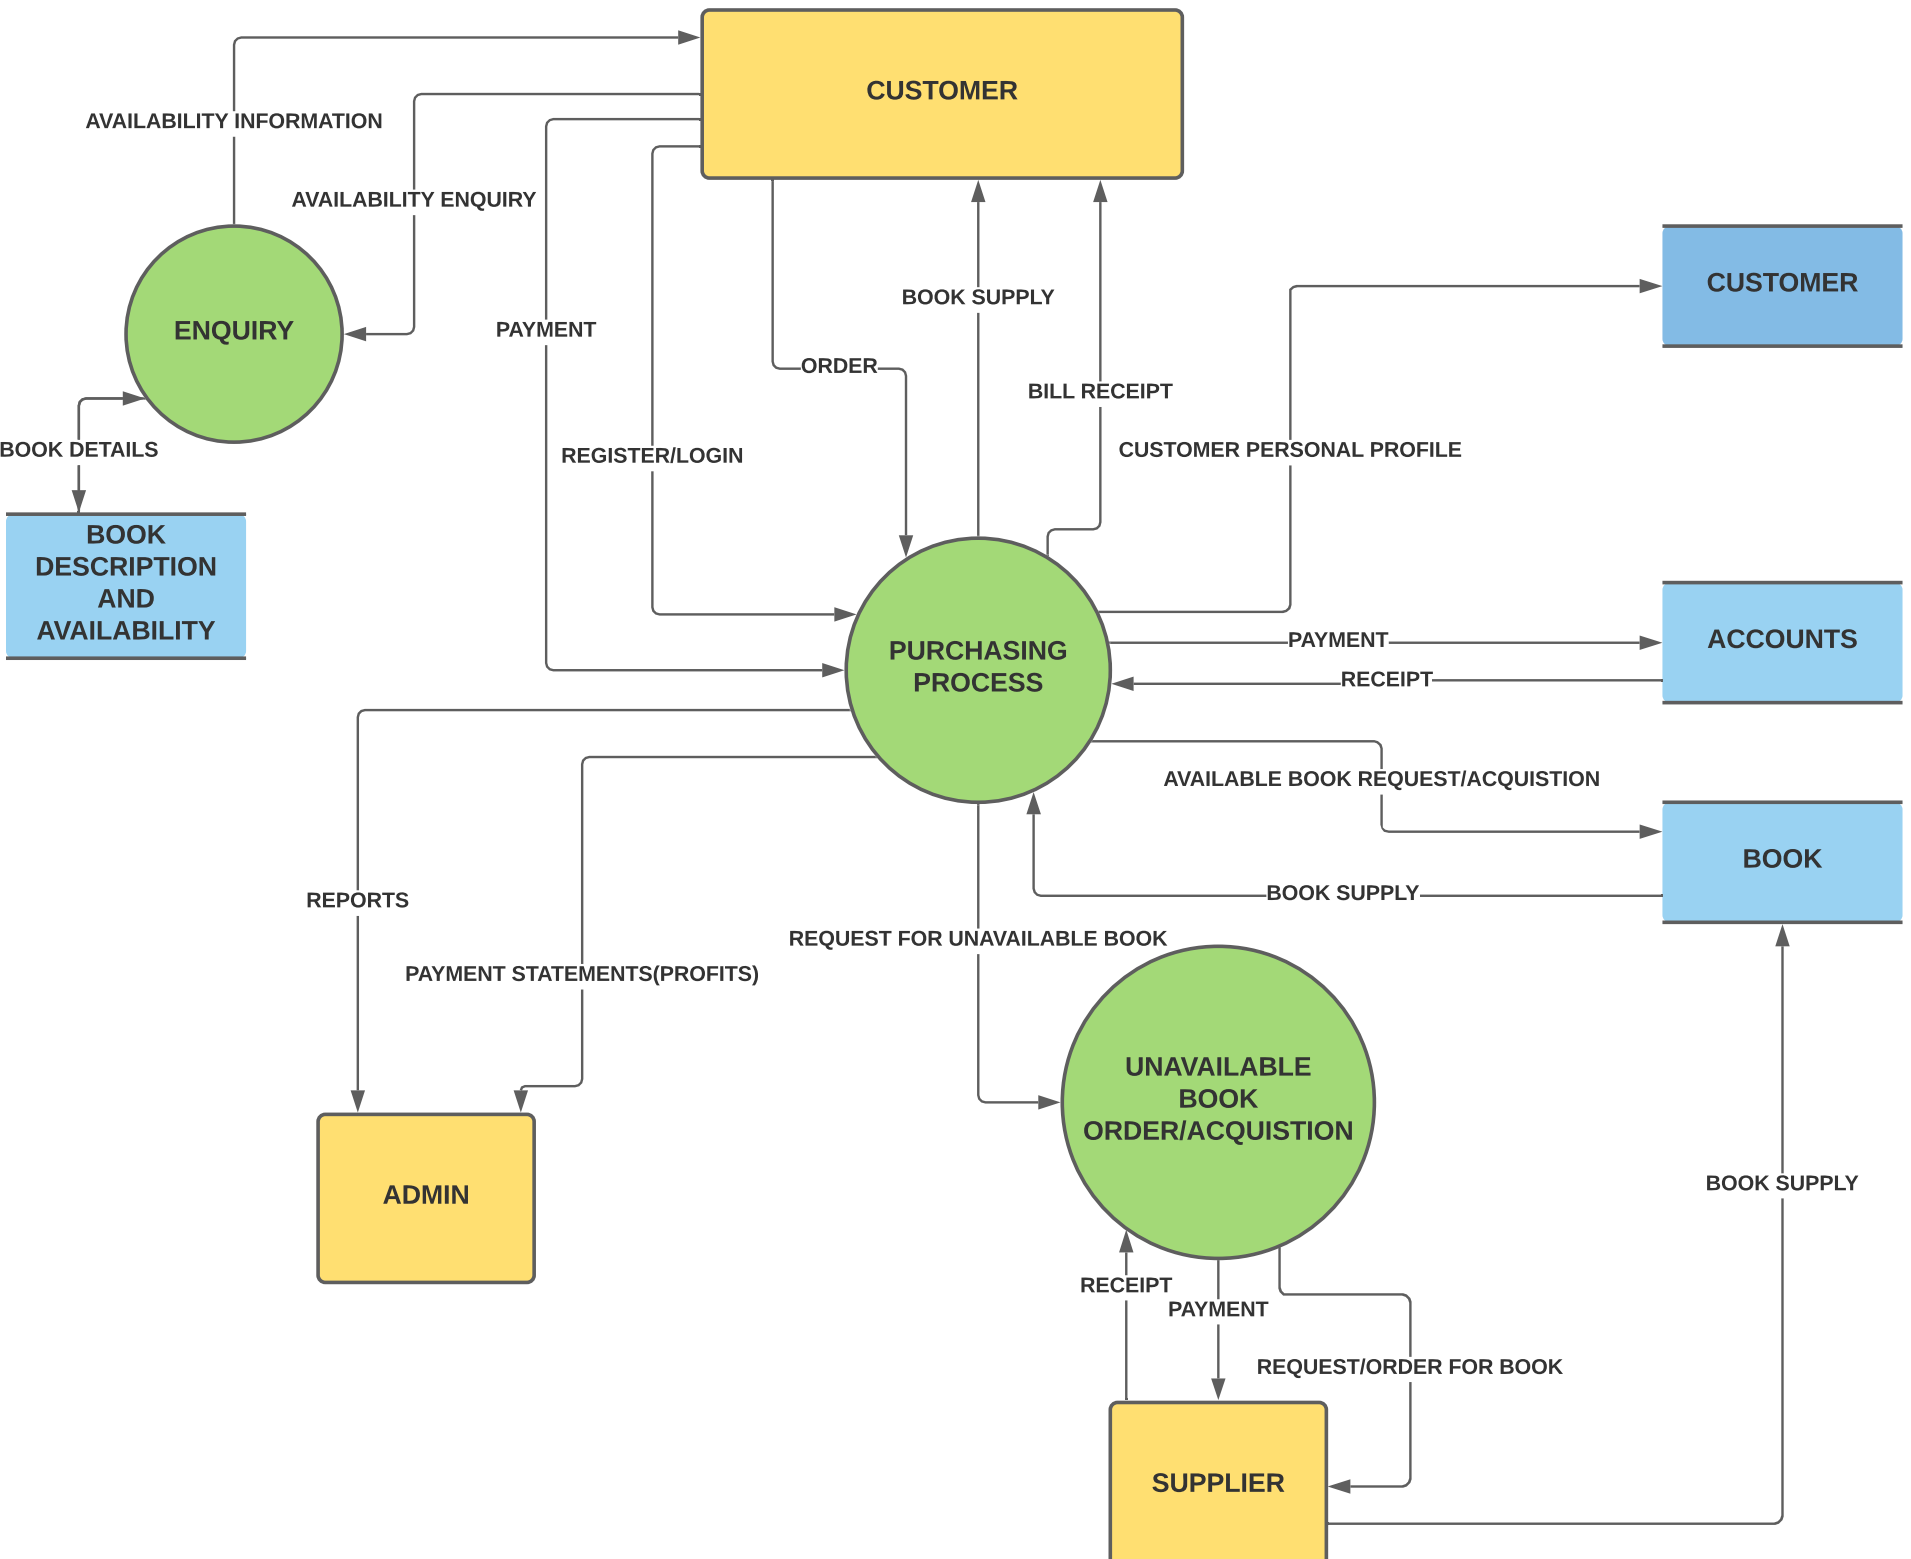 CUSTOMER
AVAILABILITY INFORMATION
AVAILABILITY ENQUIRY
CUSTOMER
BOOK SUPPLY
ENQUIRY
PAYMENT
ORDER
BILL RECEIPT
BOOK DETAILS
REGISTER/LOGIN
CUSTOMER PERSONAL PROFILE
BOOK
DESCRIPTION
AND
AVAILABILITY
PURCHASING
PROCESS
PAYMENT
ACCOUNTS
RECEIPT
AVAILABLE BOOK REQUEST/ACQUISTION
BOOK
BOOK SUPPLY
REPORTS
REQUEST FOR UNAVAILABLE BOOK
PAYMENT STATEMENTS(PROFITS)
UNAVAILABLE
BOOK
ORDER/ACQUISTION
BOOK SUPPLY
ADMIN
RECEIPT
PAYMENT
REQUEST/ORDER FOR BOOK
SUPPLIER